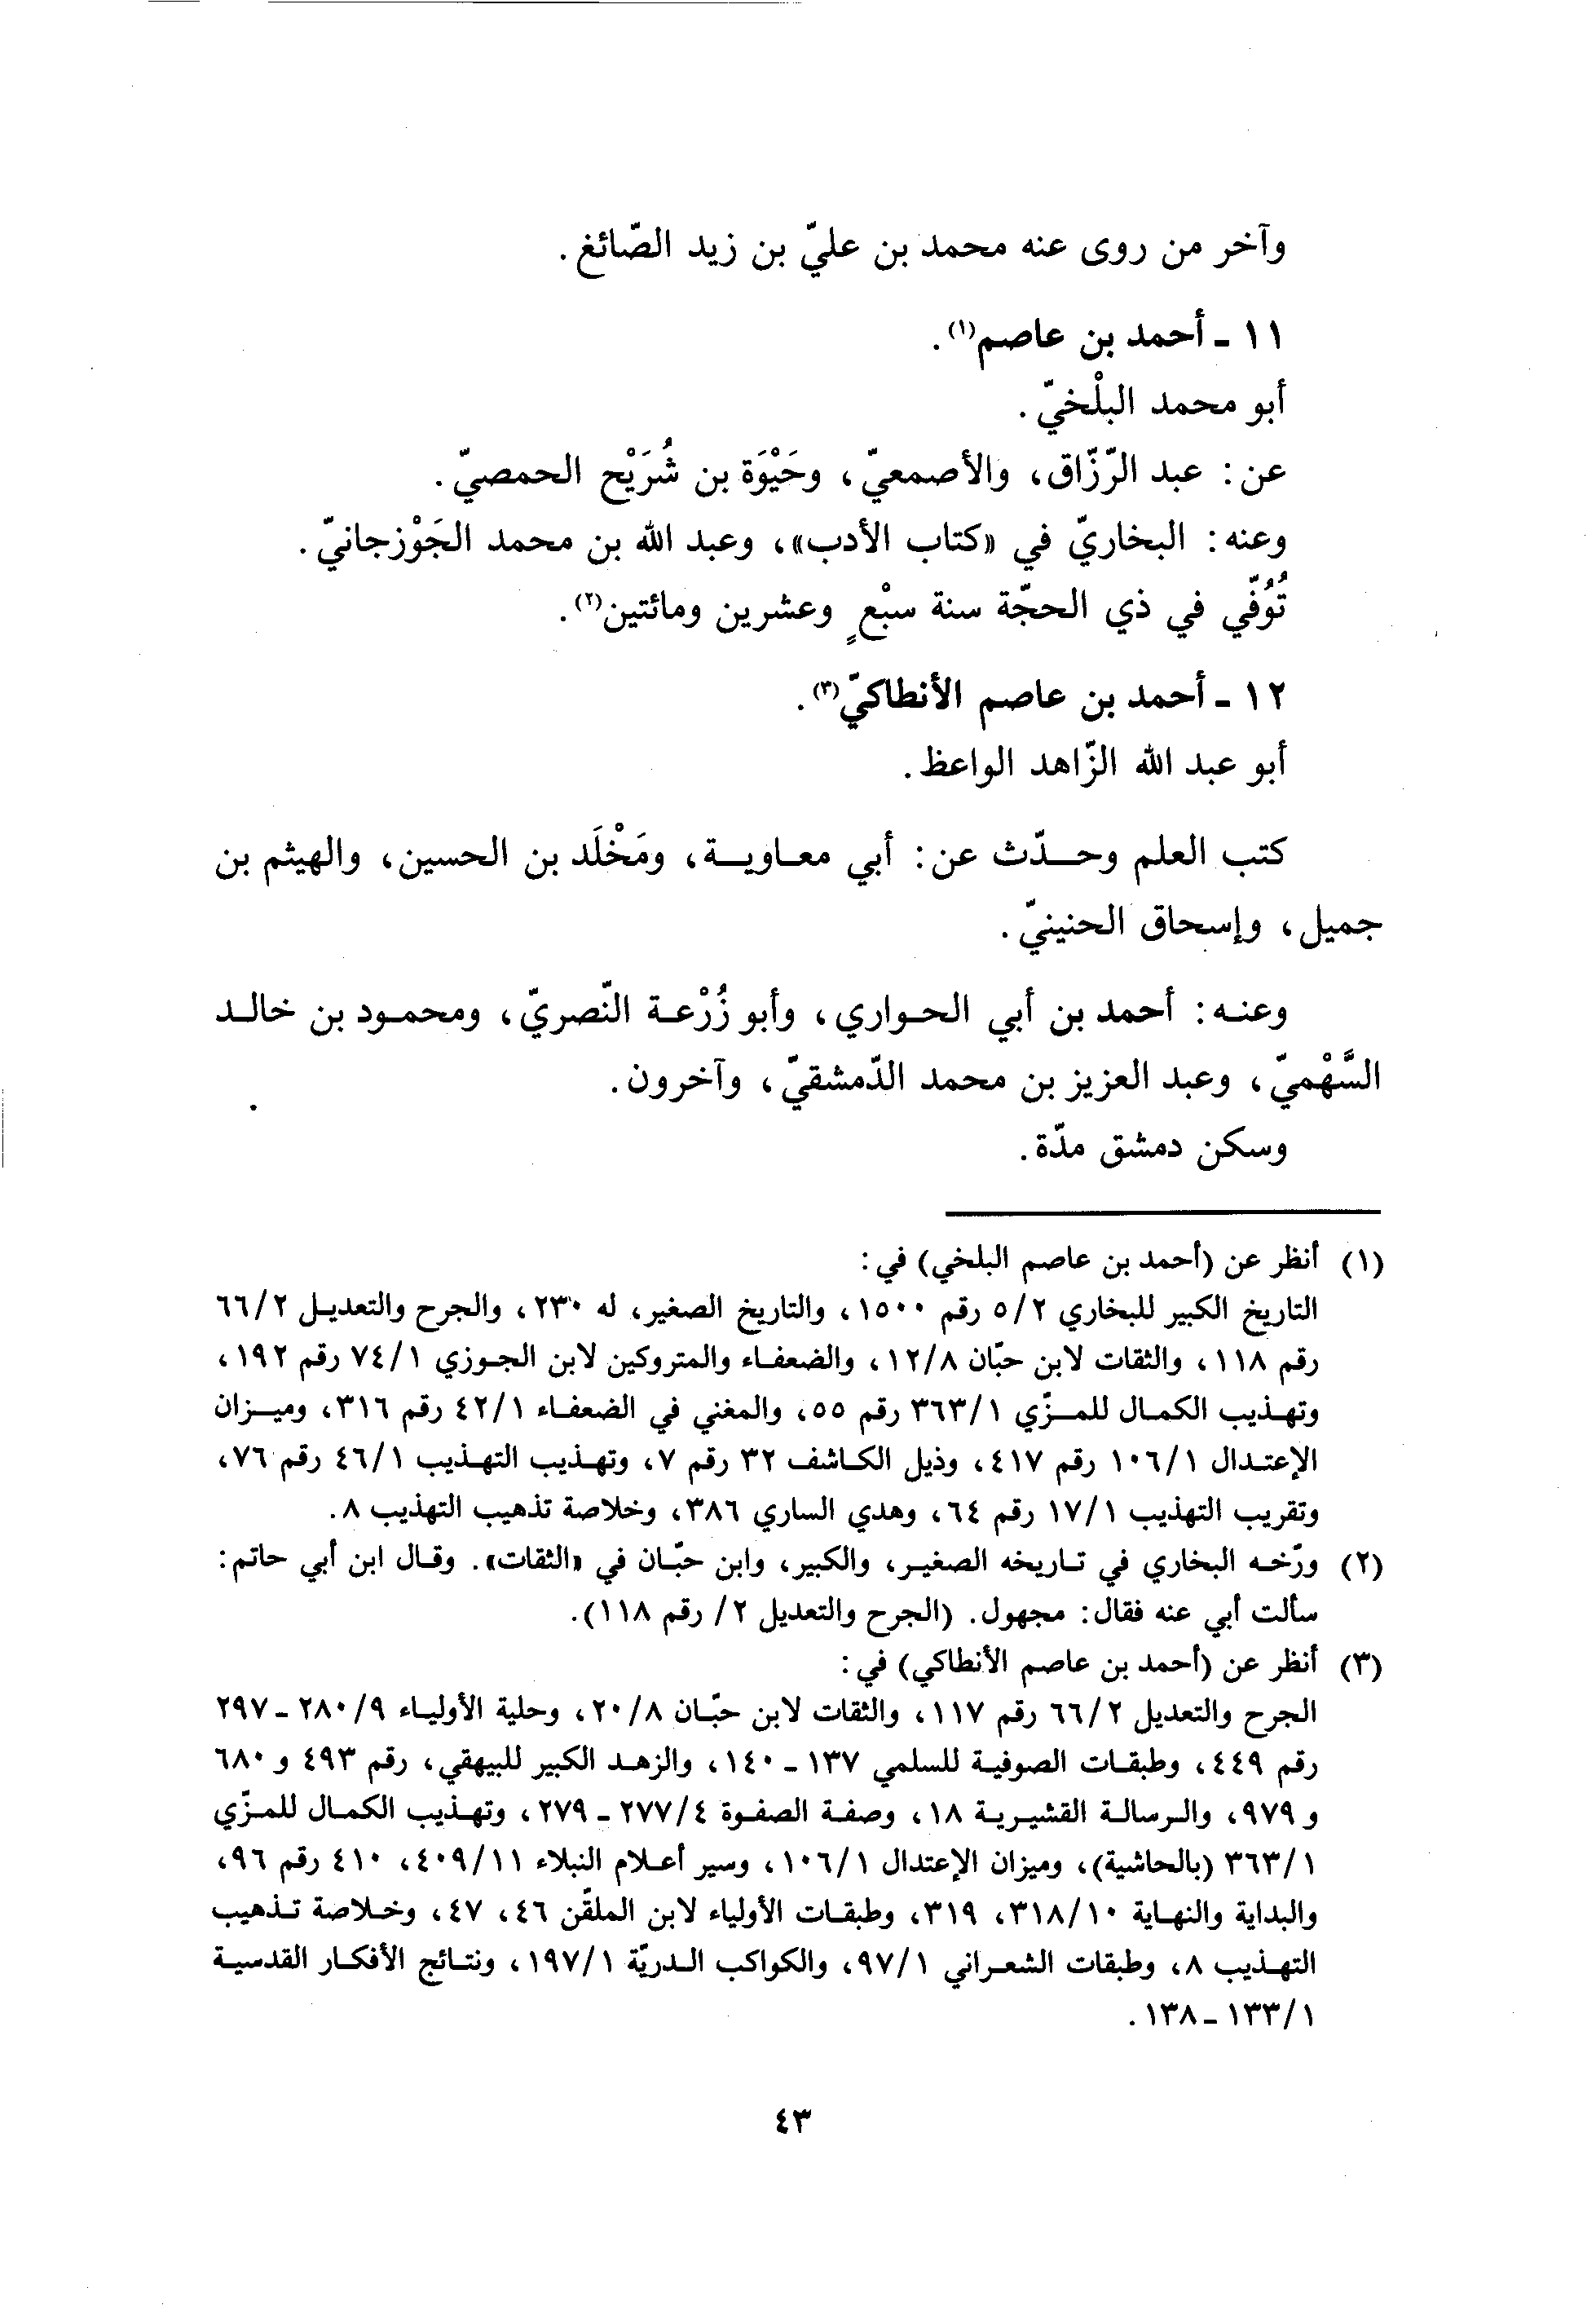 وآخر من روى عنه محمد بن عليّ بن زيد الصّائغ.
١١ - أحمد بن عاصم(١).
أبو محمد البلْخيّ.
عن: عبد الرّزّاق، والأصمعيّ، وحَيْوَة بن شُرَيْح الحمصيّ.
وعنه: البخاريّ في «كتاب الأدب»، وعبد الله بن محمد الجَوْزجانيّ.
تُوُفّي في ذي الحجّة سنة سبْعٍ وعشرين ومائتين(٢).
١٢ - أحمد بن عاصم الأنطاكيّ(٣).
أبو عبد الله الزّاهد الواعظ.
كتب العلم وحدّث عن: أبي معاوية، ومَخْلَد بن الحسين، والهيثم بن
جميل، وإسحاق الحنينيّ.
وعنه: أحمد بن أبي الحواري، وأبو زُرْعة النّصريّ، ومحمود بن خالد
السَّهْميّ، وعبد العزيز بن محمد الدّمشقيّ، وآخرون.
وسكن دمشق مدّة.
(١) أنظر عن (أحمد بن عاصم البلخي) في:
التاريخ الكبير للبخاري ٥/٢ رقم ١٥٠٠، والتاريخ الصغير، له ٢٣٠، والجرح والتعديل ٦٦/٢
رقم ١١٨، والثقات لابن حبّان ١٢/٨، والضعفاء والمتروكين لابن الجوزي ٧٤/١ رقم ١٩٢،
وتهذيب الكمال للمزّي ٣٦٣/١ رقم ٥٥، والمغني في الضعفاء ٤٢/١ رقم ٣١٦، وميزان
الإعتدال ١٠٦/١ رقم ٤١٧، وذيل الكاشف ٣٢ رقم ٧، وتهذيب التهذيب ٤٦/١ رقم ٧٦،
وتقريب التهذيب ١٧/١ رقم ٦٤، وهدي الساري ٣٨٦، وخلاصة تذهيب التهذيب ٨.
(٢) ورّخه البخاري في تاريخه الصغير، والكبير، وابن حبّان في «الثقات». وقال ابن أبي حاتم:
سألت أبي عنه فقال: مجهول. (الجرح والتعديل ٢/ رقم ١١٨).
(٣) أنظر عن (أحمد بن عاصم الأنطاكي) في:
الجرح والتعديل ٦٦/٢ رقم ١١٧، والثقات لابن حبّان ٢٠/٨، وحلية الأولياء ٢٨٠/٩ - ٢٩٧
رقم ٤٤٩، وطبقات الصوفية للسلمي ١٣٧ - ١٤٠، والزهد الكبير للبيهقي، رقم ٤٩٣ و ٦٨٠
و ٩٧٩، والرسالة القشيرية ١٨، وصفة الصفوة ٢٧٧/٤ - ٢٧٩، وتهذيب الكمال للمزّي
٣٦٣/١ (بالحاشية)، وميزان الإعتدال ١٠٦/١، وسير أعلام النبلاء ٤٠٩/١١، ٤١٠ رقم ٩٦،
والبداية والنهاية ٣١٨/١٠، ٣١٩، وطبقات الأولياء لابن الملقّن ٤٦، ٤٧، وخلاصة تذهيب
التهذيب ٨، وطبقات الشعراني ٩٧/١، والكواكب الدريّة ١٩٧/١، ونتائج الأفكار القدسية
١٣٣/١ - ١٣٨.
٤٣